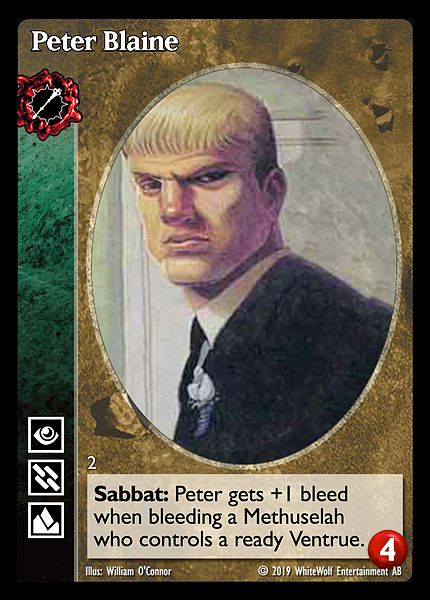 Peter Blaine
2
Sabbat: Peter gets +1 bleed
when bleeding a Methuselah
who controls a ready Ventrue.
4
Illus: William O'Connor
© 2019 WhiteWolf Entertainment AB